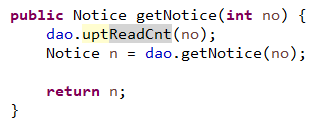 public Notice getNotice(int no) {
dao.uptReadCnt(no);
Notice n = dao.getNotice(no);
return n;
}